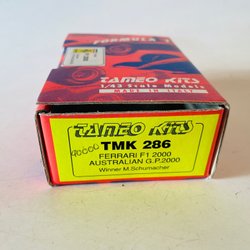 FORMULA 1
TAMEO KITS
1/43 Scale Models
MADE IN ITALY
TAMEO KITS
TMK 286
FERRARI F1 2000
AUSTRALIAN G.P. 2000
Winner M.Schumacher